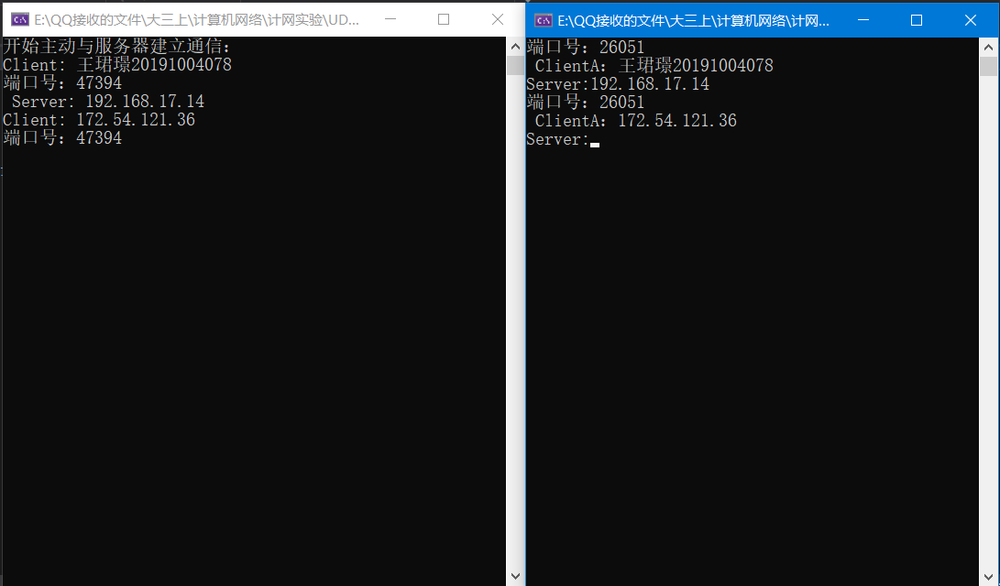 E:\QQ接收的文件\大三上\计算机网络\计网实验\UD...
开始主动与服务器建立通信：
Client: 王珺璟20191004078
端口号：47394
Server: 192.168.17.14
Client: 172.54.121.36
端口号：47394
E:\QQ接收的文件\大三上\计算机网络\计网...
端口号：26051
ClientA：王珺璟20191004078
Server:192.168.17.14
端口号：26051
ClientA：172.54.121.36
Server: